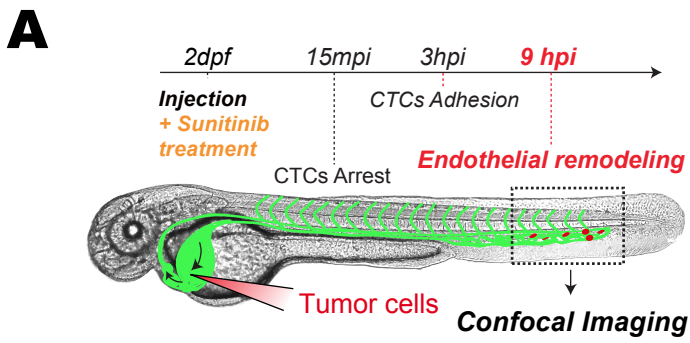 A
2dpf 15mpi 3hpi 9 hpi
Injection
+ Sunitinib
treatment
CTCs Adhesion
CTCs Arrest
Endothelial remodeling
Tumor cells
Confocal Imaging